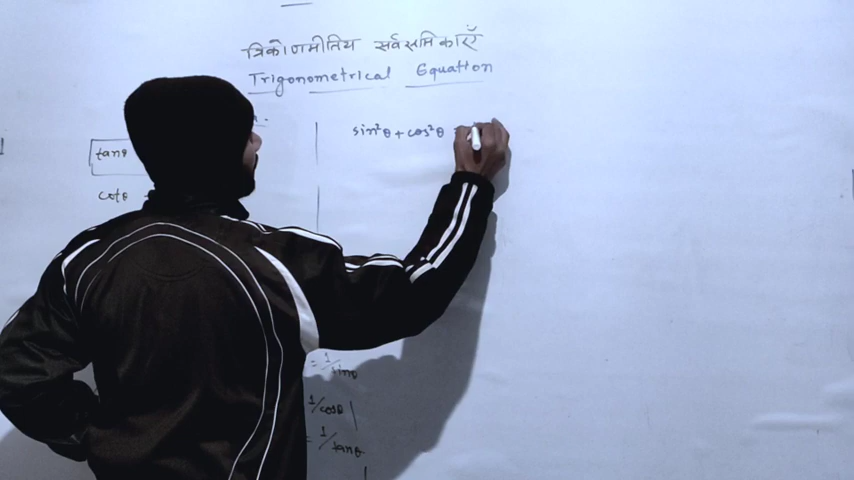 त्रिकोणमीतिय सर्वसमिकाएँ
Trigonometrical Equation
tanθ
cotθ
sin²θ + cos²θ =
= 1/sinθ
1/cosθ
= 1/tanθ